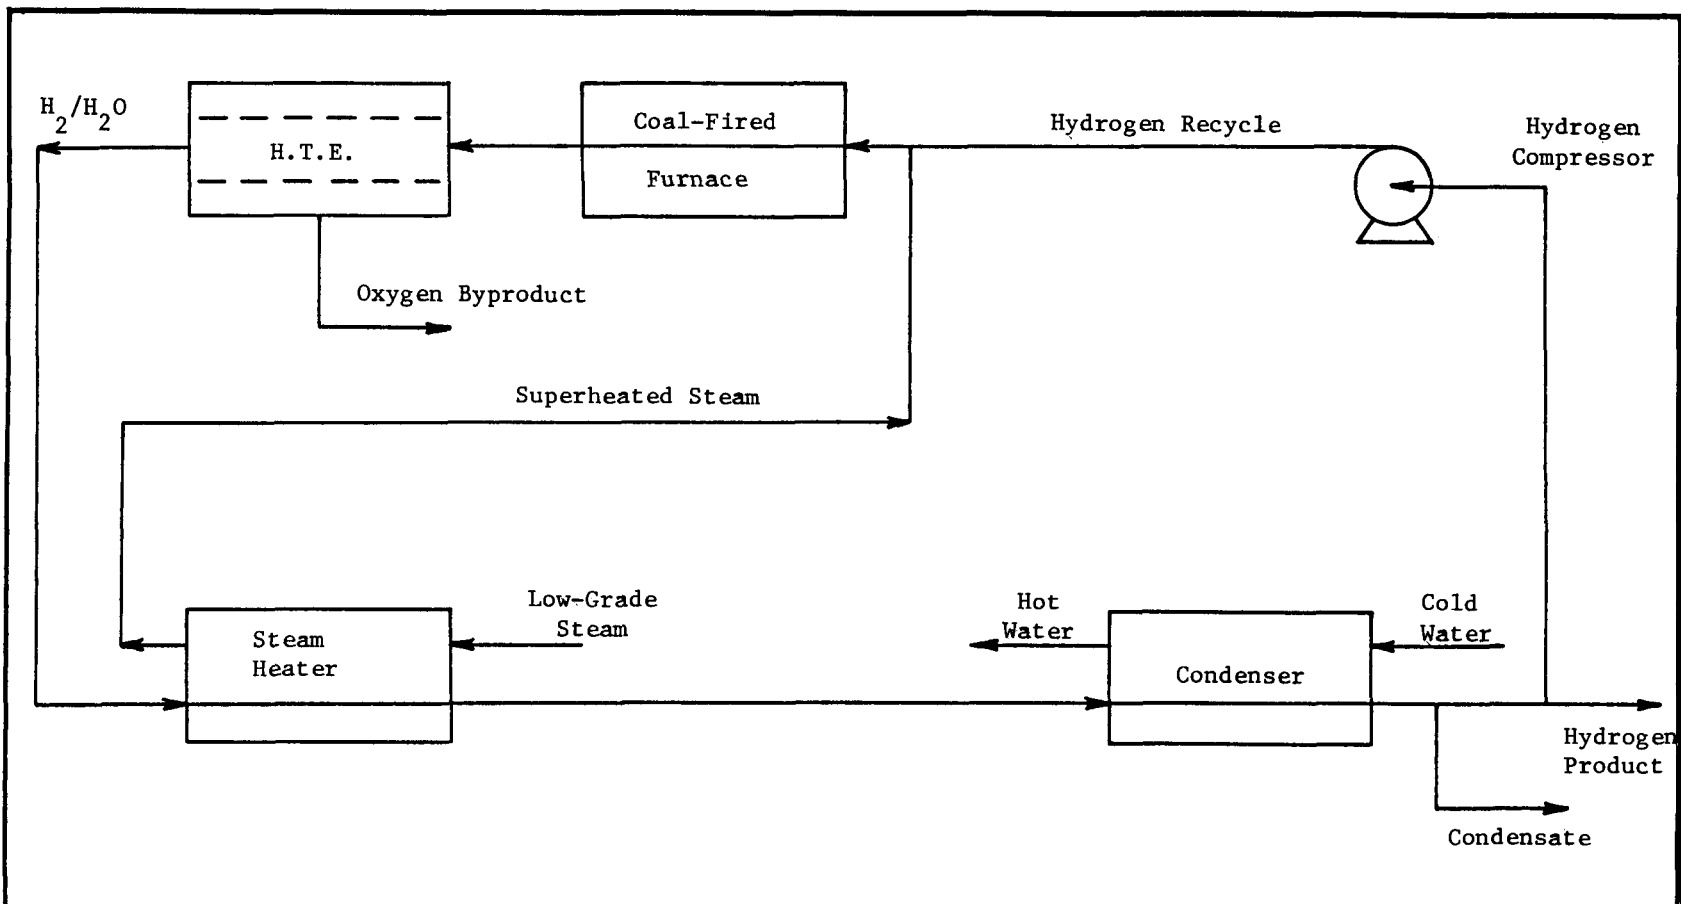 H2/H2O
H.T.E.
Coal-Fired
Furnace
Hydrogen Recycle
Hydrogen
Compressor
Oxygen Byproduct
Superheated Steam
Steam
Heater
Low-Grade
Steam
Hot
Water
Condenser
Cold
Water
Hydrogen
Product
Condensate